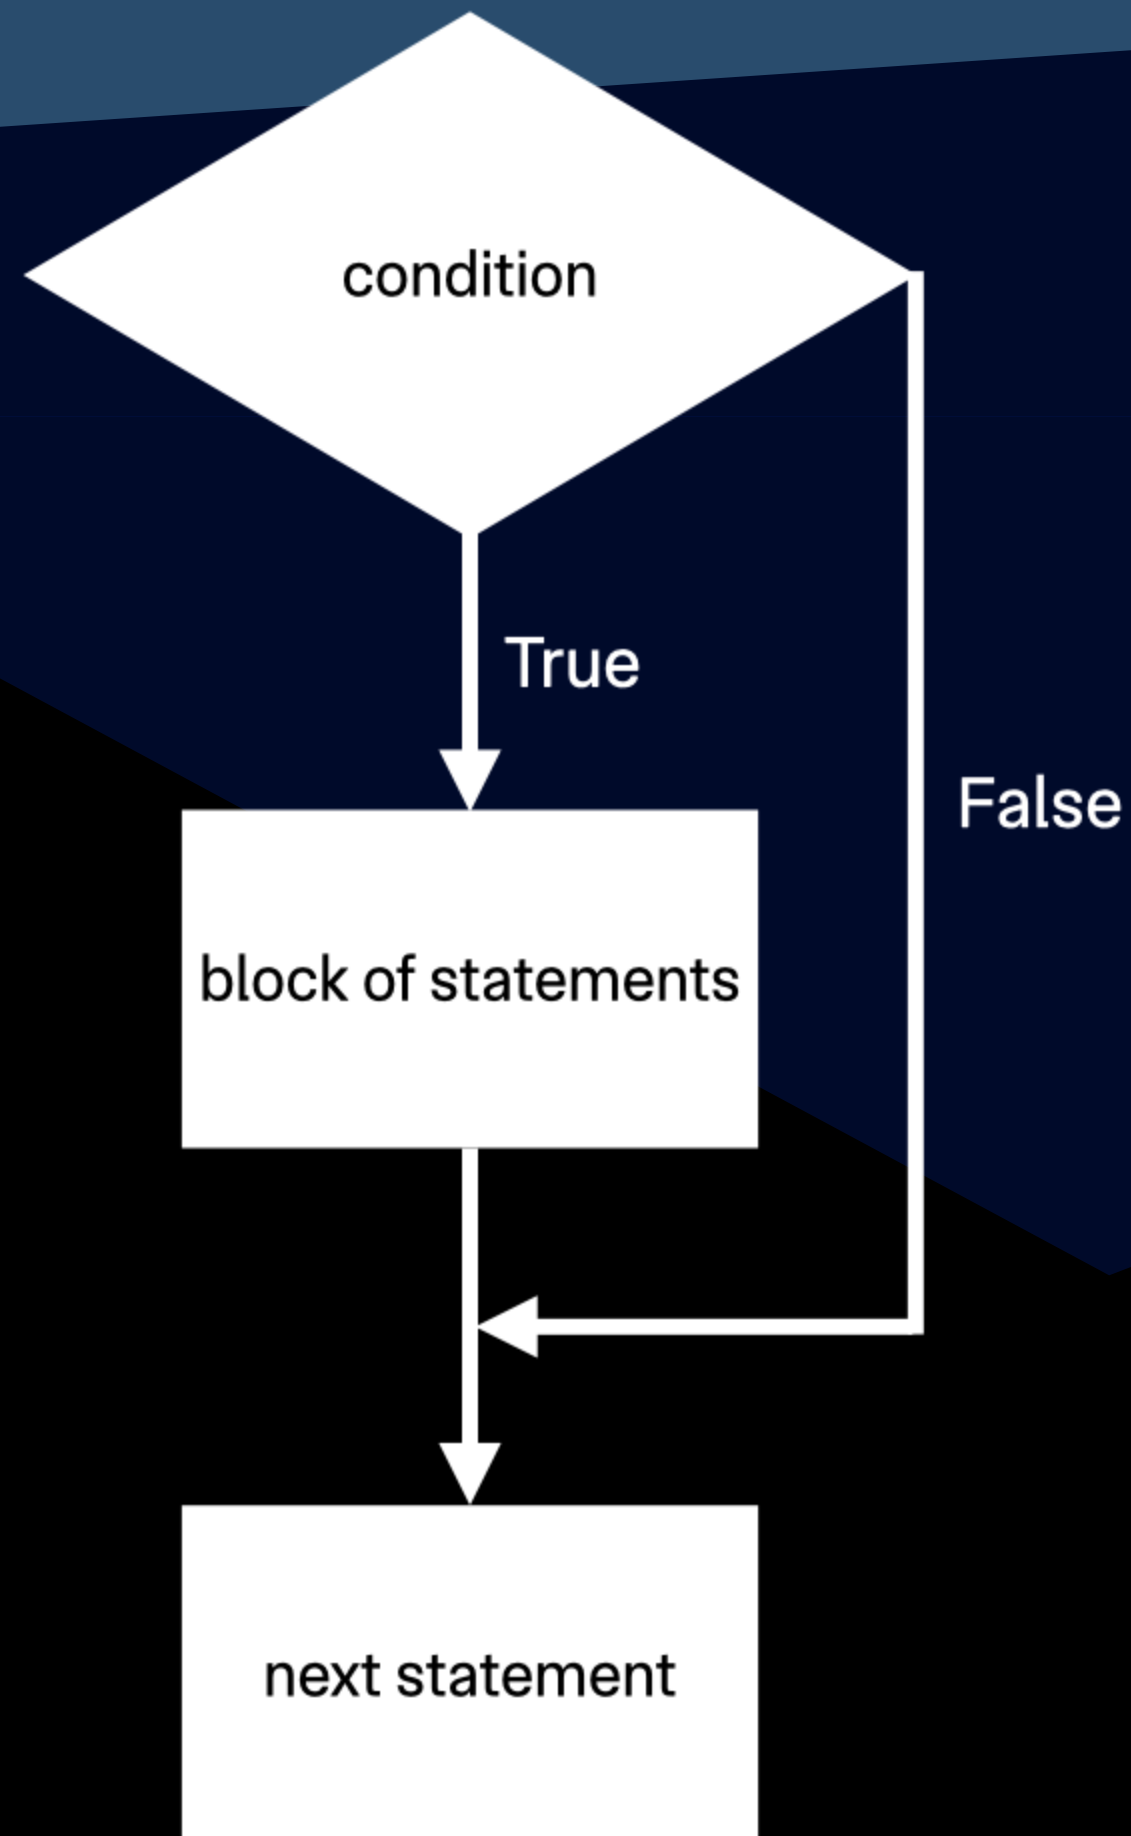 condition
True
False
block of statements
next statement